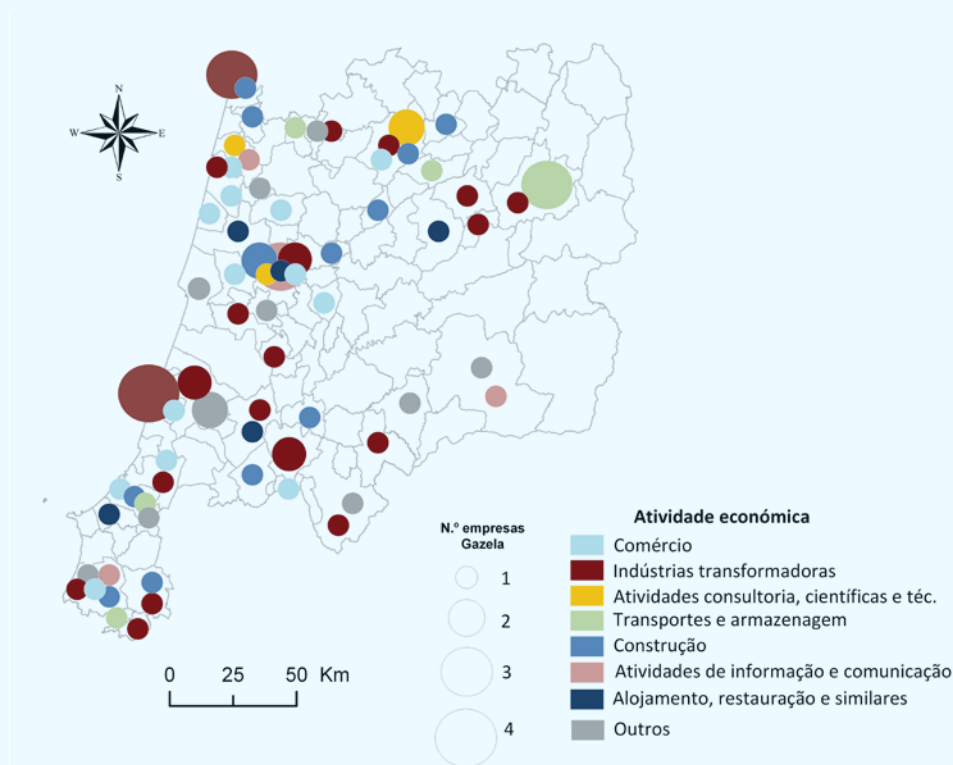 N
W E
S
N.º empresas
Gazela
1
2
3
4
Atividade económica
Comércio
Indústrias transformadoras
Atividades consultoria, científicas e téc.
Transportes e armazenagem
Construção
Atividades de informação e comunicação
Alojamento, restauração e similares
Outros
0 25 50 Km